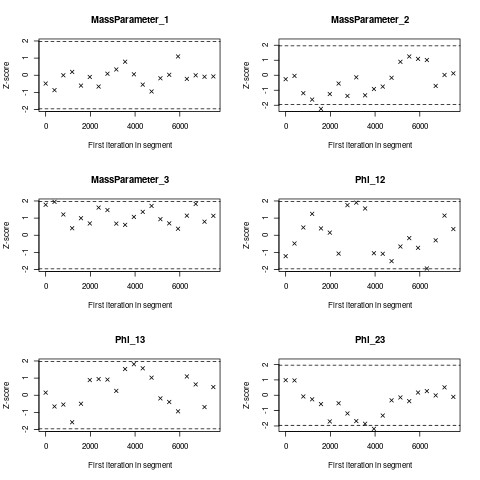 MassParameter_1
Z-score
2
1
0
-1
-2
0 2000 4000 6000
First iteration in segment
MassParameter_2
Z-score
2
1
0
-1
-2
0 2000 4000 6000
First iteration in segment
MassParameter_3
Z-score
2
1
0
-1
-2
0 2000 4000 6000
First iteration in segment
Phi_12
Z-score
2
1
0
-1
-2
0 2000 4000 6000
First iteration in segment
Phi_13
Z-score
2
1
0
-1
-2
0 2000 4000 6000
First iteration in segment
Phi_23
Z-score
2
1
0
-1
-2
0 2000 4000 6000
First iteration in segment